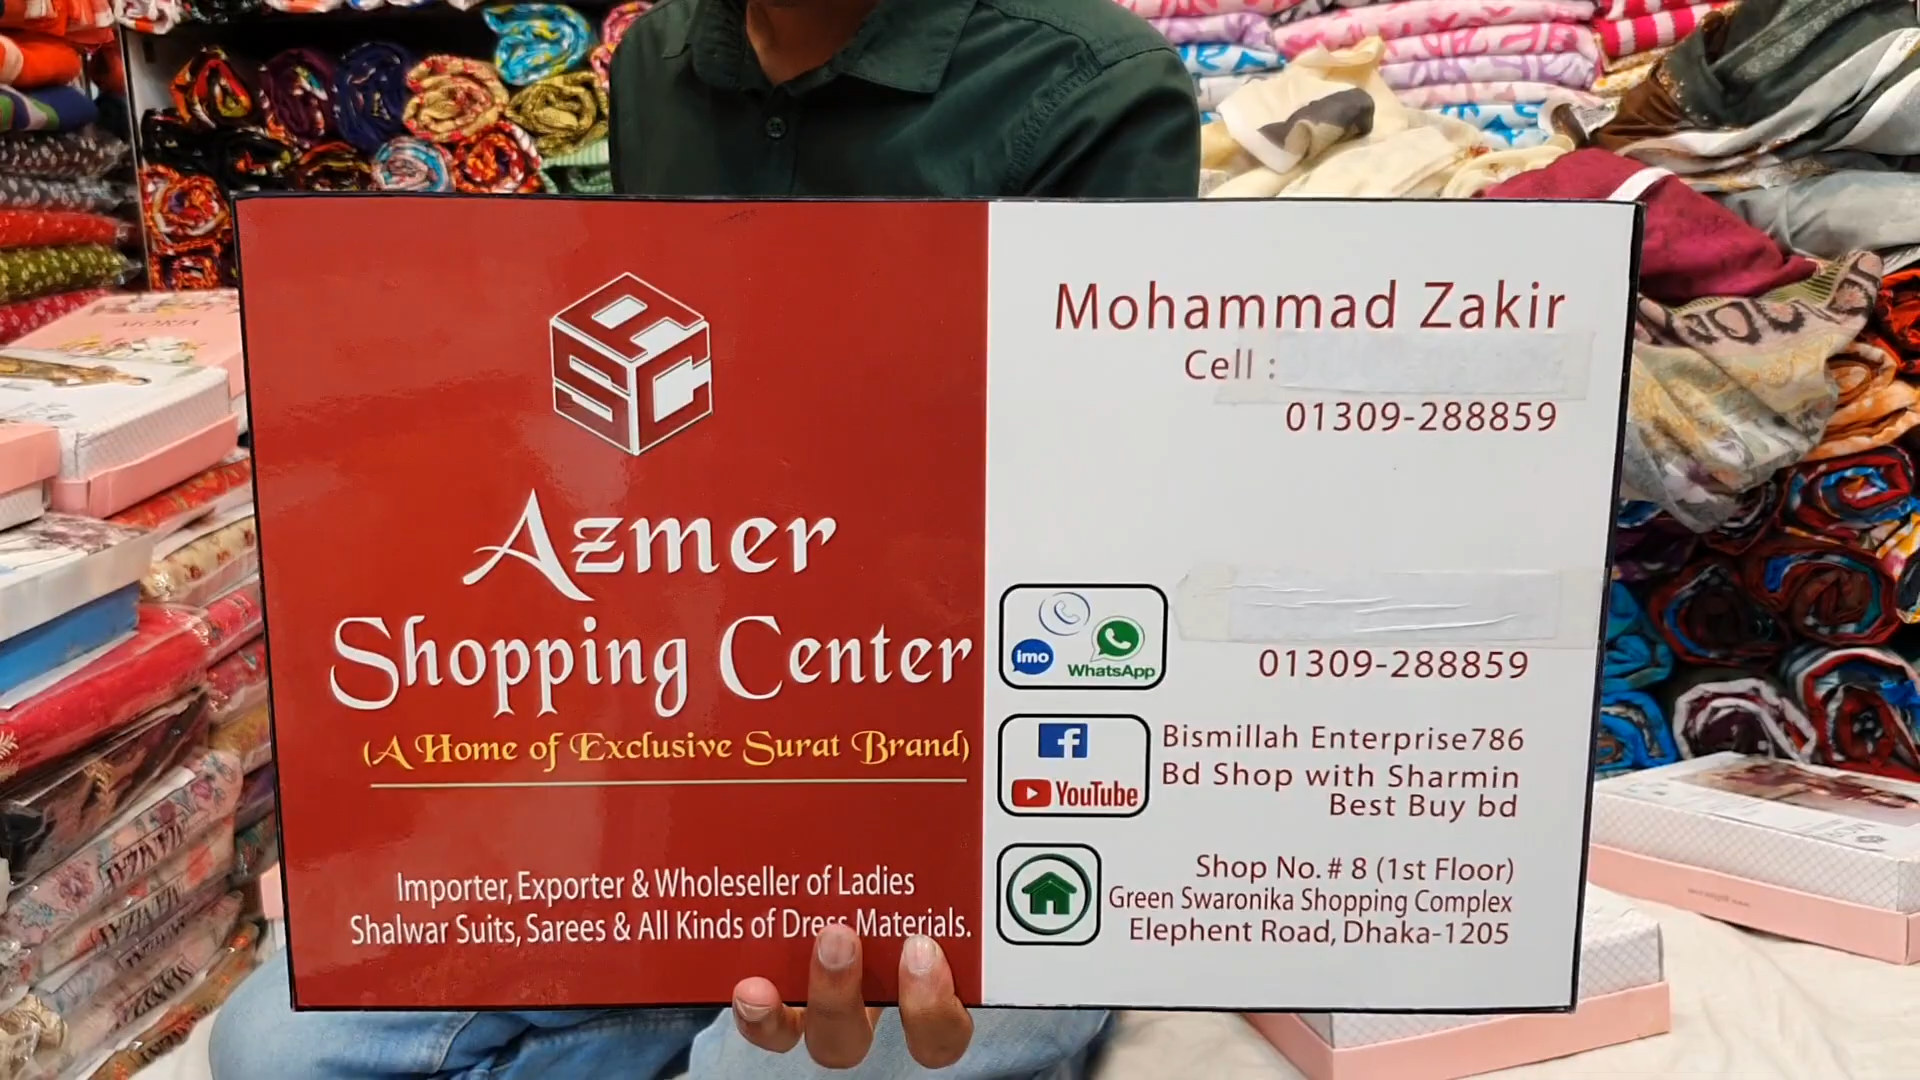 ASC
Azmer
Shopping Center
(A Home of Exclusive Surat Brand)
Importer, Exporter & Wholeseller of Ladies
Shalwar Suits, Sarees & All Kinds of Dress Materials.
Mohammad Zakir
Cell :
01309-288859
imo
WhatsApp
01309-288859
f
YouTube
Bismillah Enterprise786
Bd Shop with Sharmin
Best Buy bd
Shop No. # 8 (1st Floor)
Green Swaronika Shopping Complex
Elephent Road, Dhaka-1205